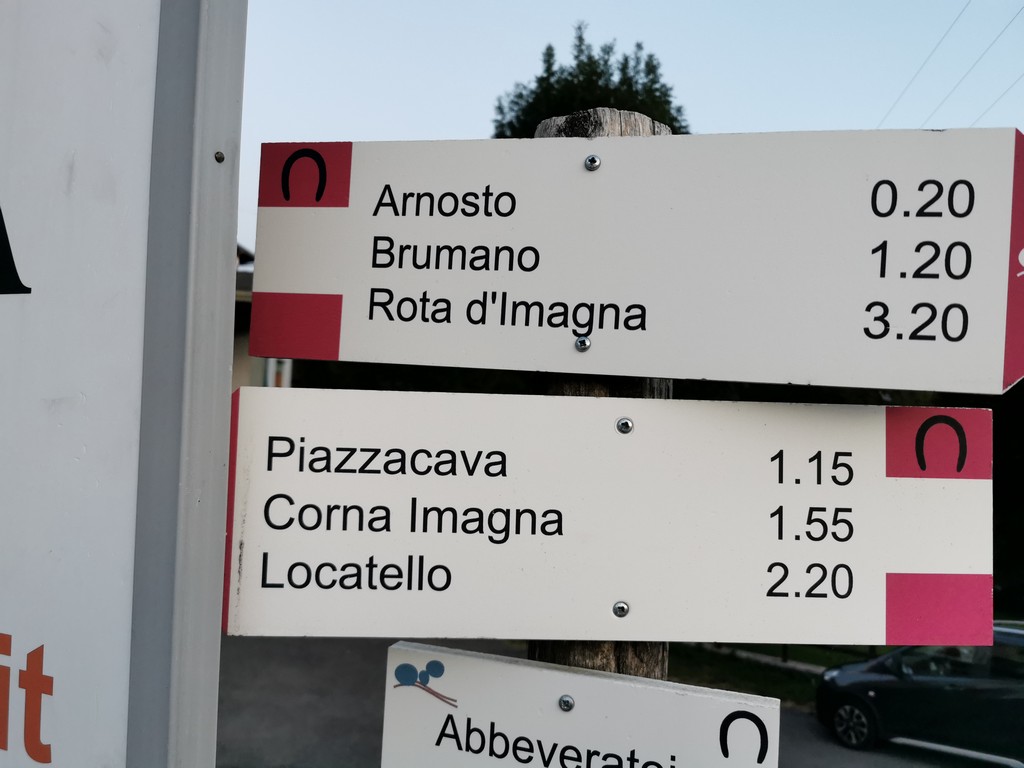 Arnosto 0.20
Brumano 1.20
Rota d'Imagna 3.20
Piazzacava 1.15
Corna Imagna 1.55
Locatello 2.20
it